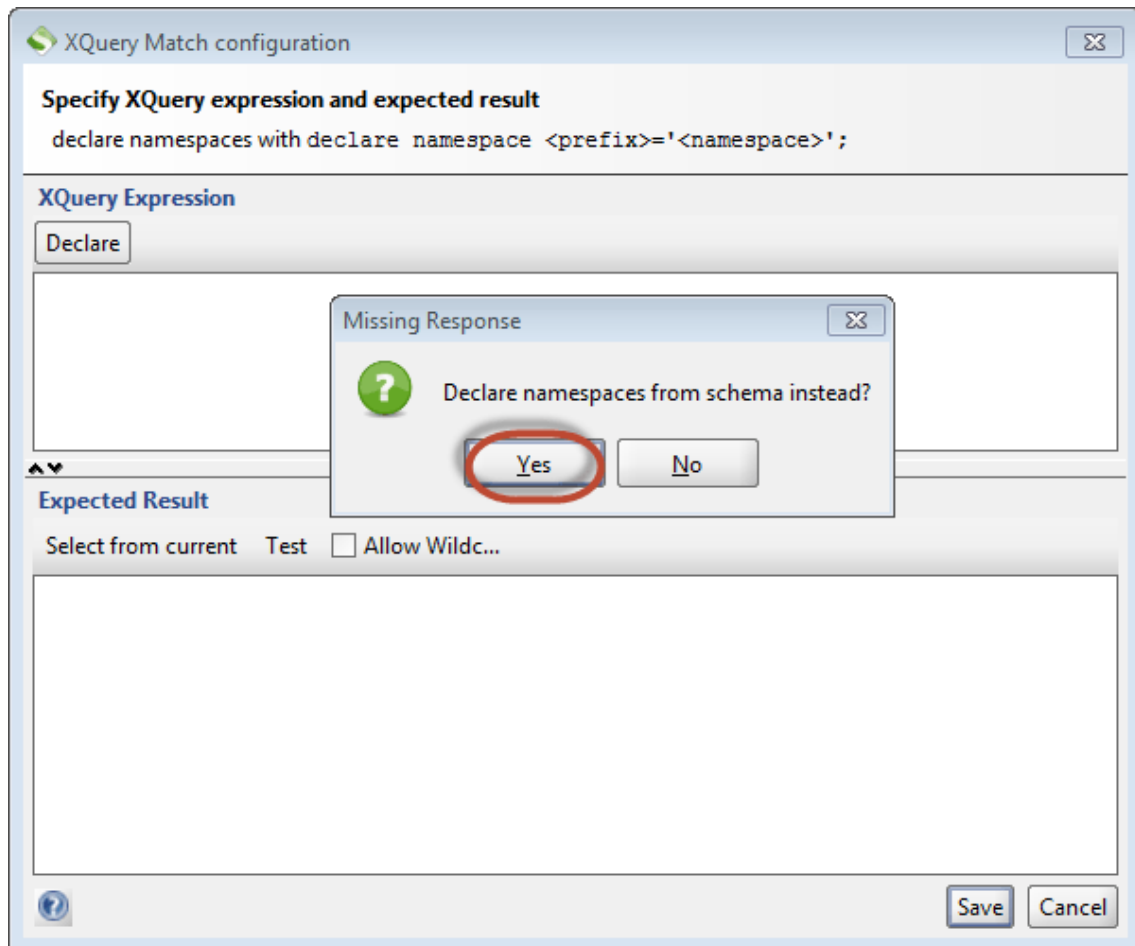 XQuery Match configuration
Specify XQuery expression and expected result
declare namespaces with declare namespace <prefix>='<namespace>';
XQuery Expression
Declare
Missing Response
?
Declare namespaces from schema instead?
Yes
No
Expected Result
Select from current Test Allow Wildc...
?
Save Cancel